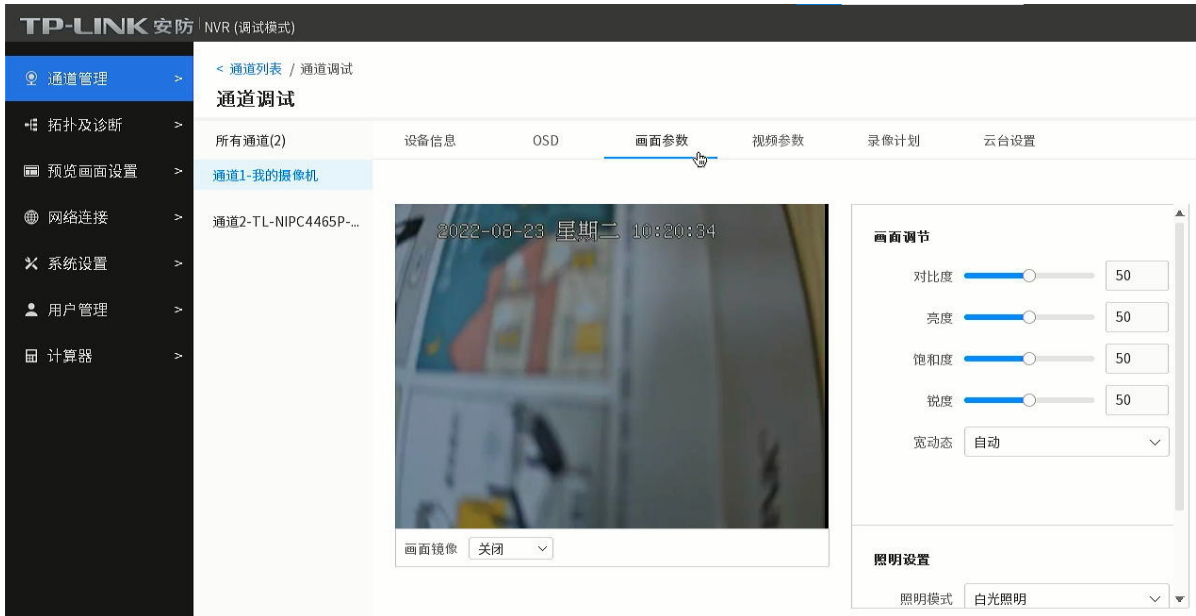 TP-LINK 安防 NVR (调试模式)
通道管理 >
拓扑及诊断 >
预览画面设置 >
网络连接 >
系统设置 >
用户管理 >
计算器 >
< 通道列表 / 通道调试
通道调试
所有通道(2)
通道1-我的摄像机
通道2-TL-NIPC4465P-...
设备信息 OSD 画面参数 视频参数 录像计划 云台设置
2022-08-23 星期二 10:20:34
画面镜像 关闭
画面调节
对比度 50
亮度 50
饱和度 50
锐度 50
宽动态 自动
照明设置
照明模式 白光照明